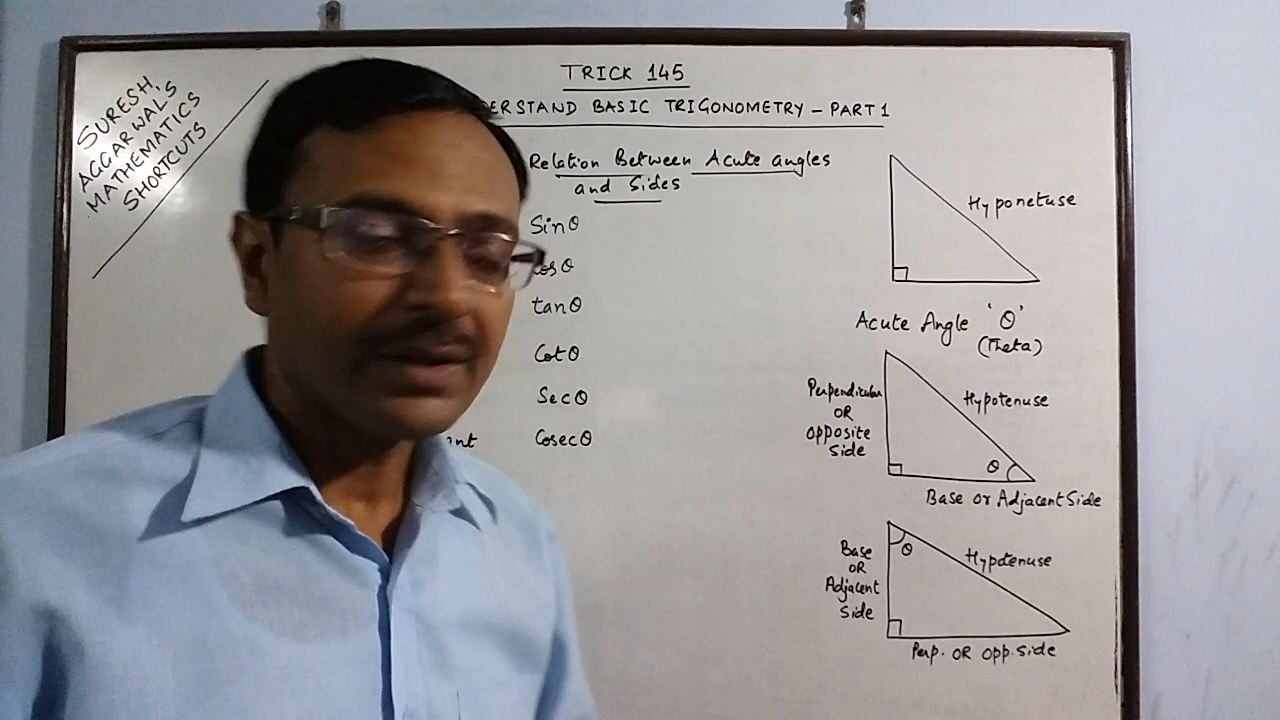 SURESH
AGGARWAL'S
MATHEMATICS
SHORTCUTS
TRICK 145
ERSTAND BASIC TRIGONOMETRY – PART 1
Relation Between Acute angles
and Sides
Sinθ
osθ
tanθ
Cotθ
Secθ
nt Cosecθ
Hyponetuse
Acute Angle 'θ'
(Theta)
Perpendicular
OR
opposite
Side
Hypotenuse
θ
Base or Adjacent Side
Base
OR
Adjacent
Side
θ
Hypotenuse
Perp. OR opp. side